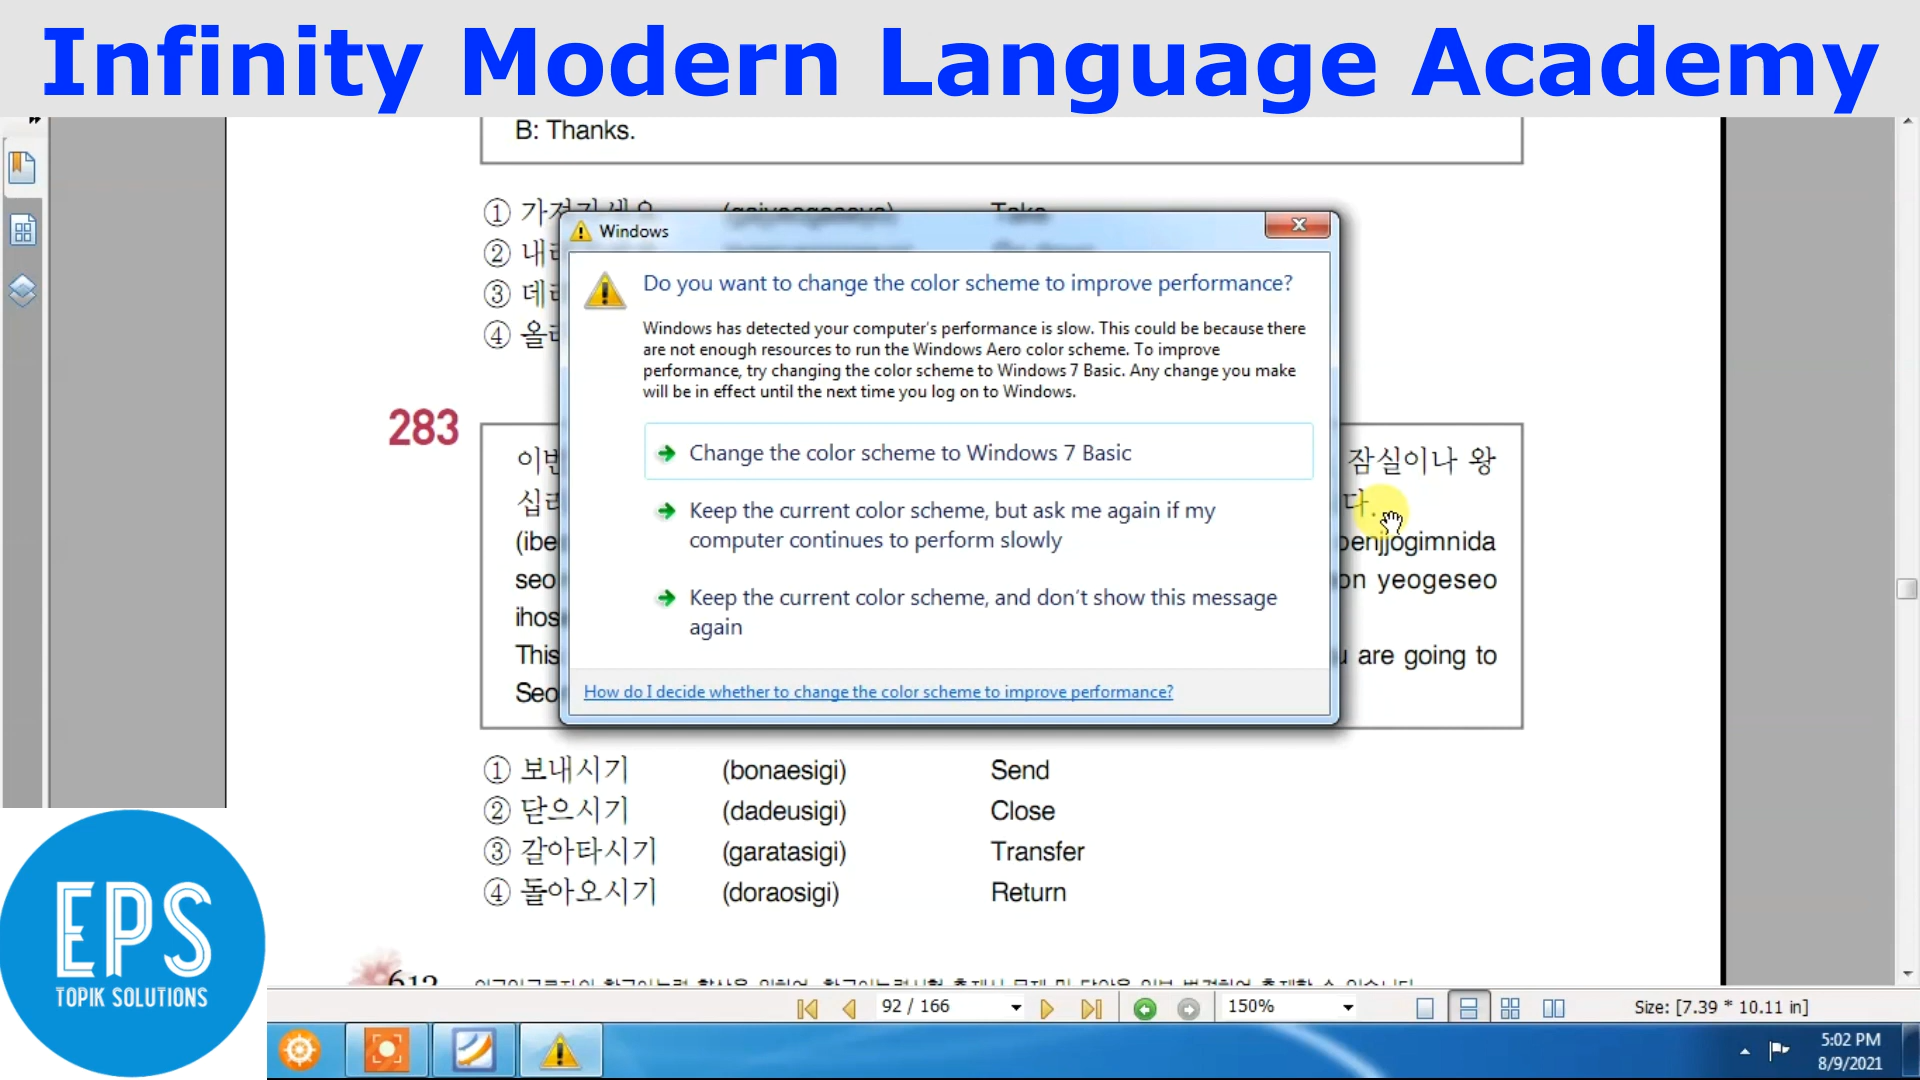 Infinity Modern Language Academy
B: Thanks.
①
②
③
④
Windows
Do you want to change the color scheme to improve performance?
Windows has detected your computer's performance is slow. This could be because there
are not enough resources to run the Windows Aero color scheme. To improve
performance, try changing the color scheme to Windows 7 Basic. Any change you make
will be in effect until the next time you log on to Windows.
Change the color scheme to Windows 7 Basic
Keep the current color scheme, but ask me again if my
computer continues to perform slowly
Keep the current color scheme, and don't show this message
again
How do I decide whether to change the color scheme to improve performance?
283
잠실이나 왕
다.
(ibe benjjogimnida
seo yeogeseo
ihos
This are going to
Seo
① 보내시기 (bonaesigi) Send
② 닫으시기 (dadeusigi) Close
③ 갈아타시기 (garatasigi) Transfer
④ 돌아오시기 (doraosigi) Return
92 / 166
150%
Size: [7.39 * 10.11 in]
EPS
TOPIK SOLUTIONS
5:02 PM
8/9/2021